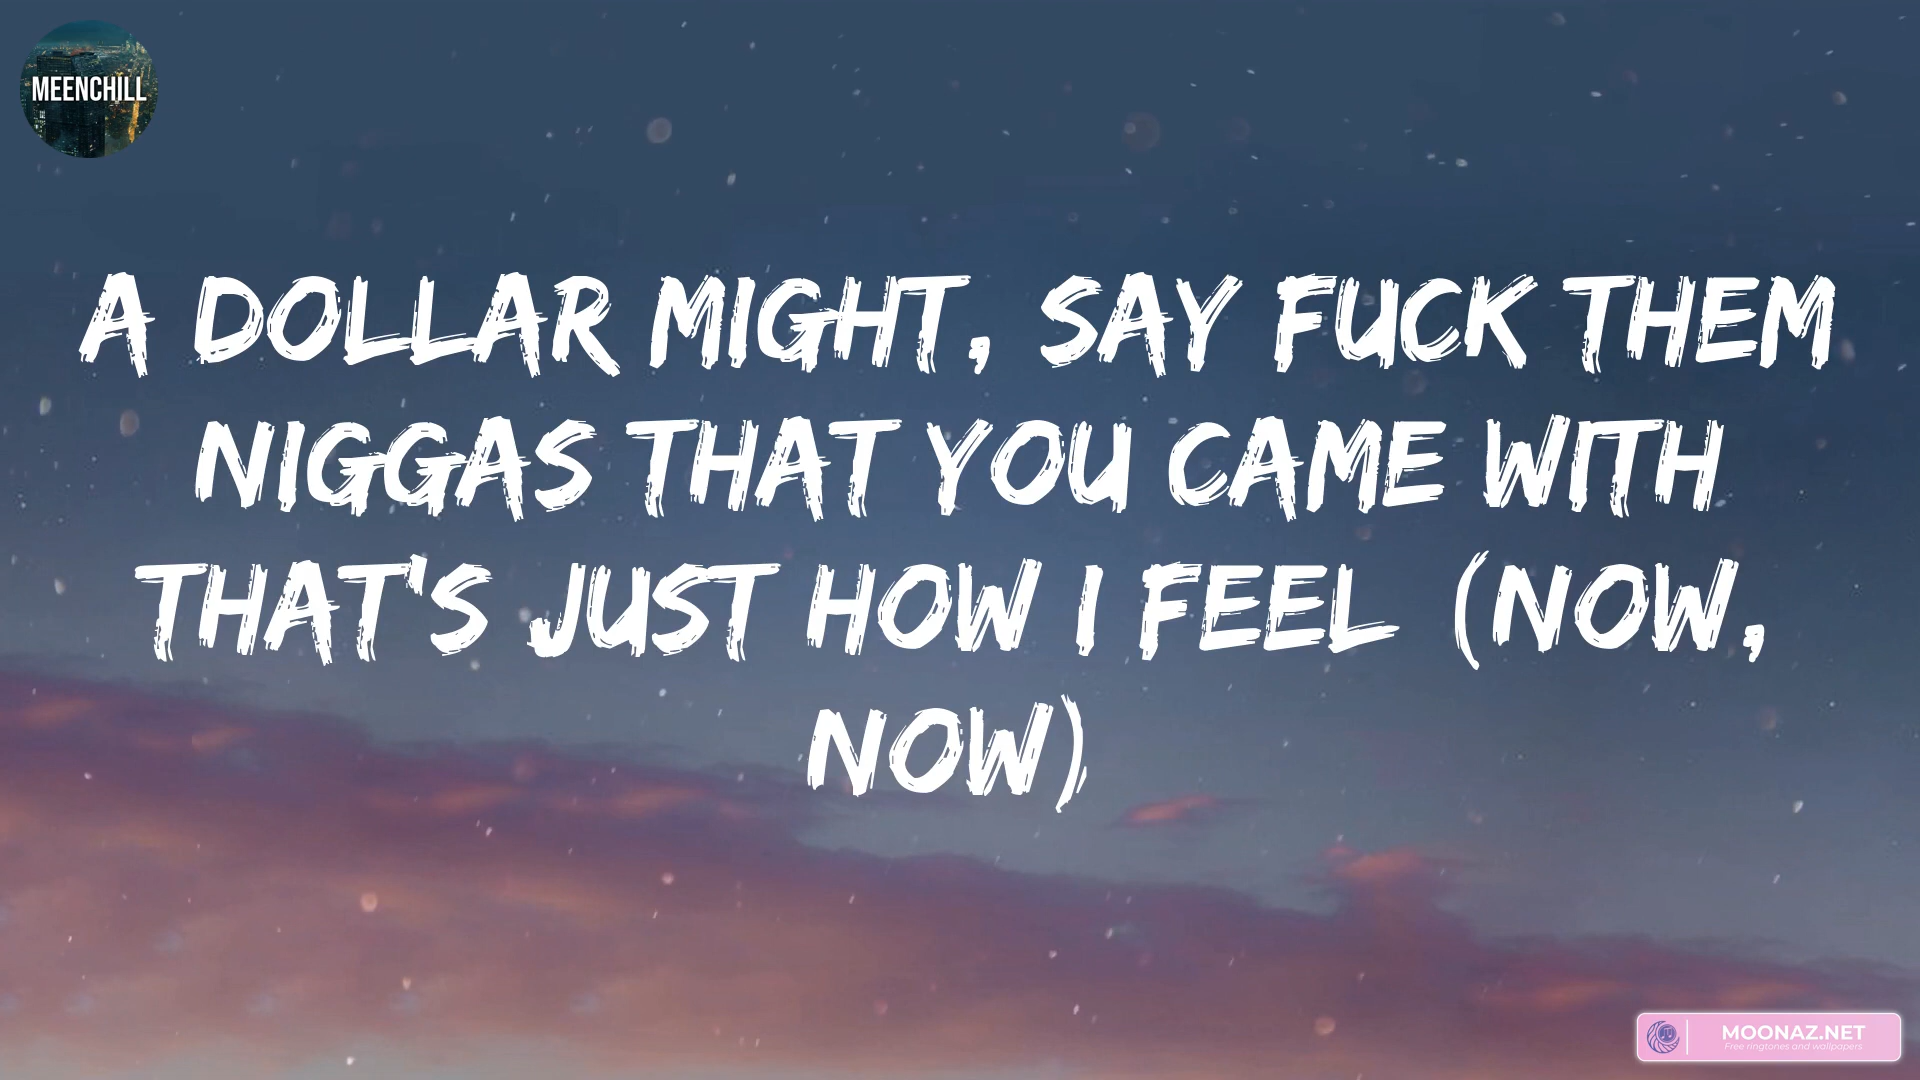 MEENCHILL
A DOLLAR MIGHT, SAY FUCK THEM
NIGGAS THAT YOU CAME WITH
THAT'S JUST HOW I FEEL (NOW,
NOW)
MOONAZ.NET
Free ringtones and wallpapers